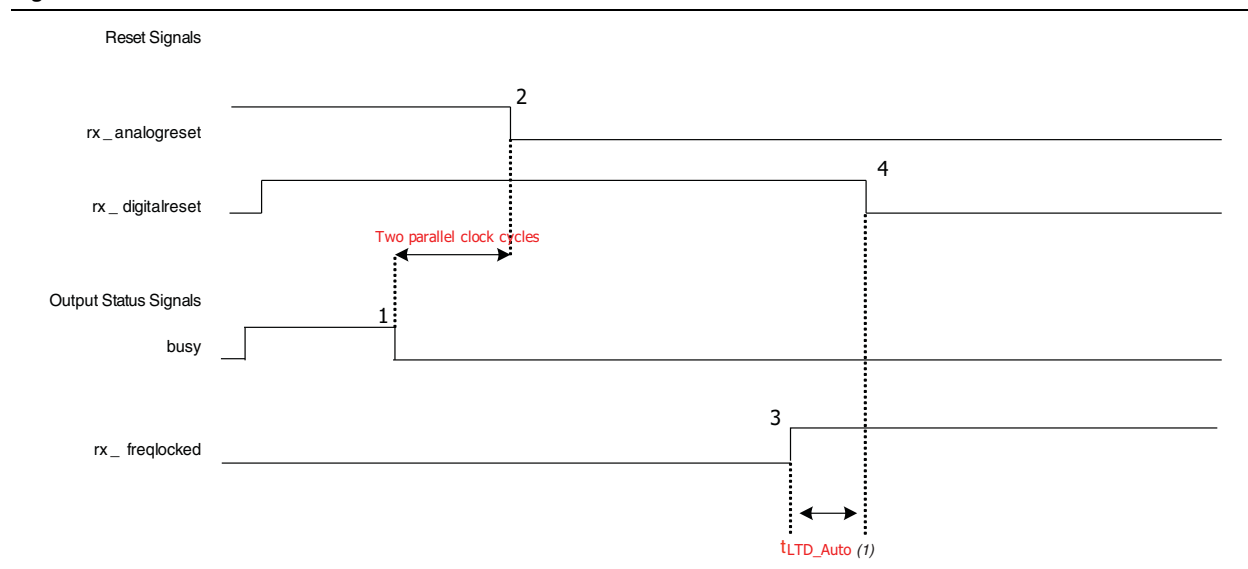 Reset Signals
2
rx _ analogreset
4
rx _ digitalreset
Two parallel clock cycles
Output Status Signals
1
busy
3
rx _ freqlocked
tLTD_Auto (1)